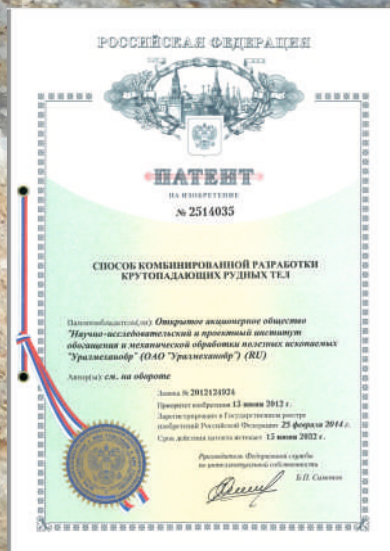 РОССИЙСКАЯ ФЕДЕРАЦИЯ
ПАТЕНТ
НА ИЗОБРЕТЕНИЕ
№ 2514035
СПОСОБ КОМБИНИРОВАННОЙ РАЗРАБОТКИ
КРУТОПАДАЮЩИХ РУДНЫХ ТЕЛ
Патентообладатель(ли): Открытое акционерное общество
"Научно-исследовательский и проектный институт
обогащения и механической обработки полезных ископаемых
"Уралмеханобр" (ОАО "Уралмеханобр") (RU)
Автор(ы): см. на обороте
Заявка № 2012124924
Приоритет изобретения 15 июня 2012 г.
Зарегистрировано в Государственном реестре
изобретений Российской Федерации 25 февраля 2014 г.
Срок действия патента истекает 15 июня 2032 г.
Руководитель Федеральной службы
по интеллектуальной собственности
Б.П. Симонов